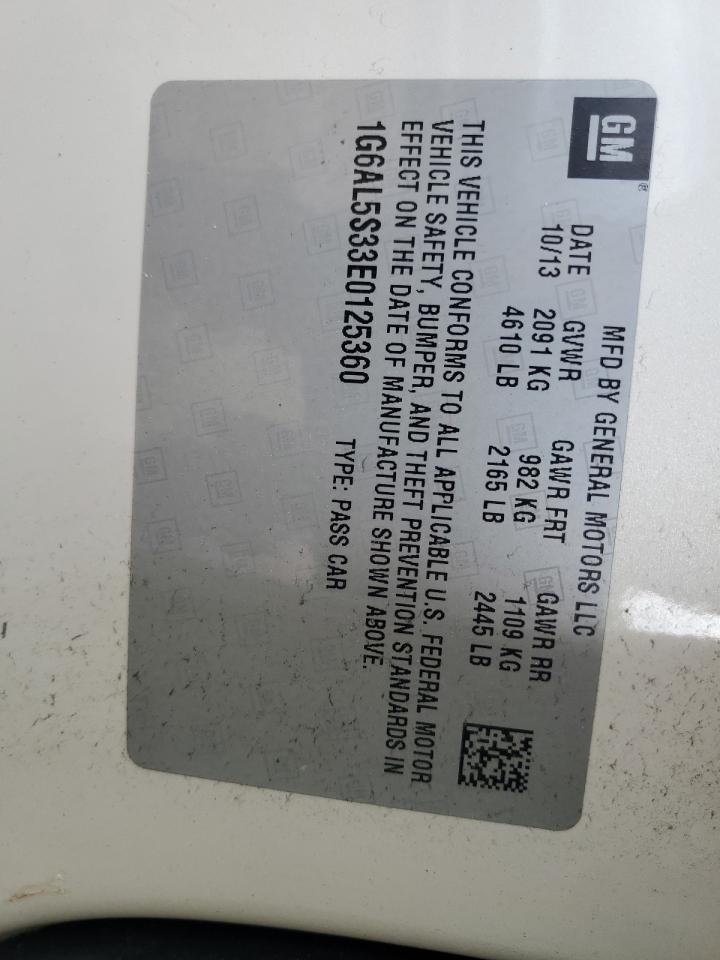 GM®
MFD BY GENERAL MOTORS LLC
DATE GVWR GAWR FRT GAWR RR
10/13 2091 KG 982 KG 1109 KG
4610 LB 2165 LB 2445 LB
THIS VEHICLE CONFORMS TO ALL APPLICABLE U.S. FEDERAL MOTOR
VEHICLE SAFETY, BUMPER, AND THEFT PREVENTION STANDARDS IN
EFFECT ON THE DATE OF MANUFACTURE SHOWN ABOVE.
1G6AL5S33E0125360 TYPE: PASS CAR